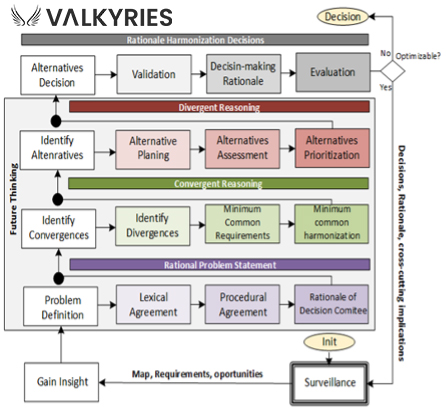 VALKYRIES
Decision
Rationale Harmonization Decisions
No
Optimizable?
Yes
Alternatives
Decision
Validation
Decisin-making
Rationale
Evaluation
Divergent Reasoning
Identify
Altenratives
Alternative
Planing
Alternatives
Assessment
Alternatives
Prioritization
Convergent Reasoning
Identify
Convergences
Identify
Divergences
Minimum
Common
Requirements
Minimum
common
harmonization
Rational Problem Statement
Problem
Definition
Lexical
Agreement
Procedural
Agreement
Rationale of
Decision Comitee
Future Thinking
Decisions, Rationale, cross-cutting implications
Init
Gain Insight
Map, Requirements, oportunities
Surveillance